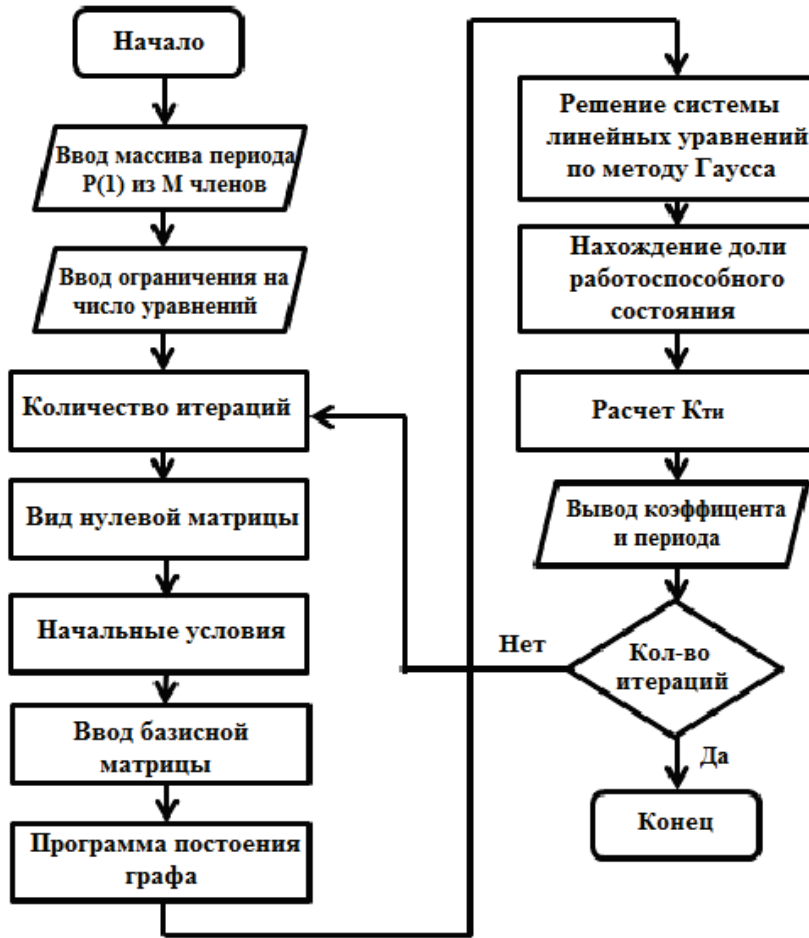 Начало
Ввод массива периода
P(1) из М членов
Ввод ограничения на
число уравнений
Количество итераций
Вид нулевой матрицы
Начальные условия
Ввод базисной
матрицы
Программа постоения
графа
Решение системы
линейных уравнений
по методу Гаусса
Нахождение доли
работоспособного
состояния
Расчет Кти
Вывод коэффицента
и периода
Кол-во
итераций
Нет
Да
Конец